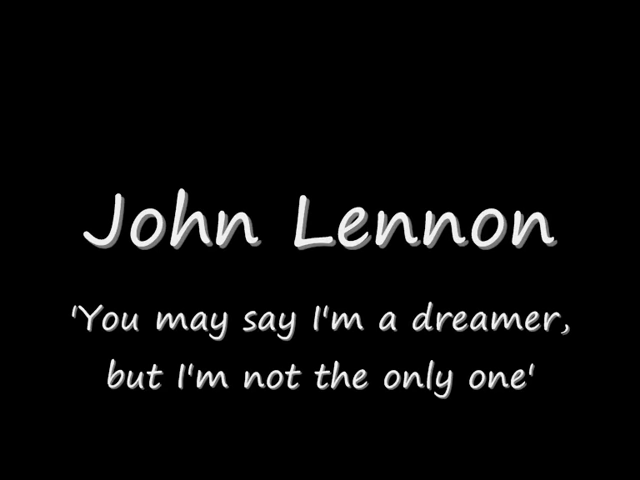 John Lennon
'You may say I'm a dreamer,
but I'm not the only one'